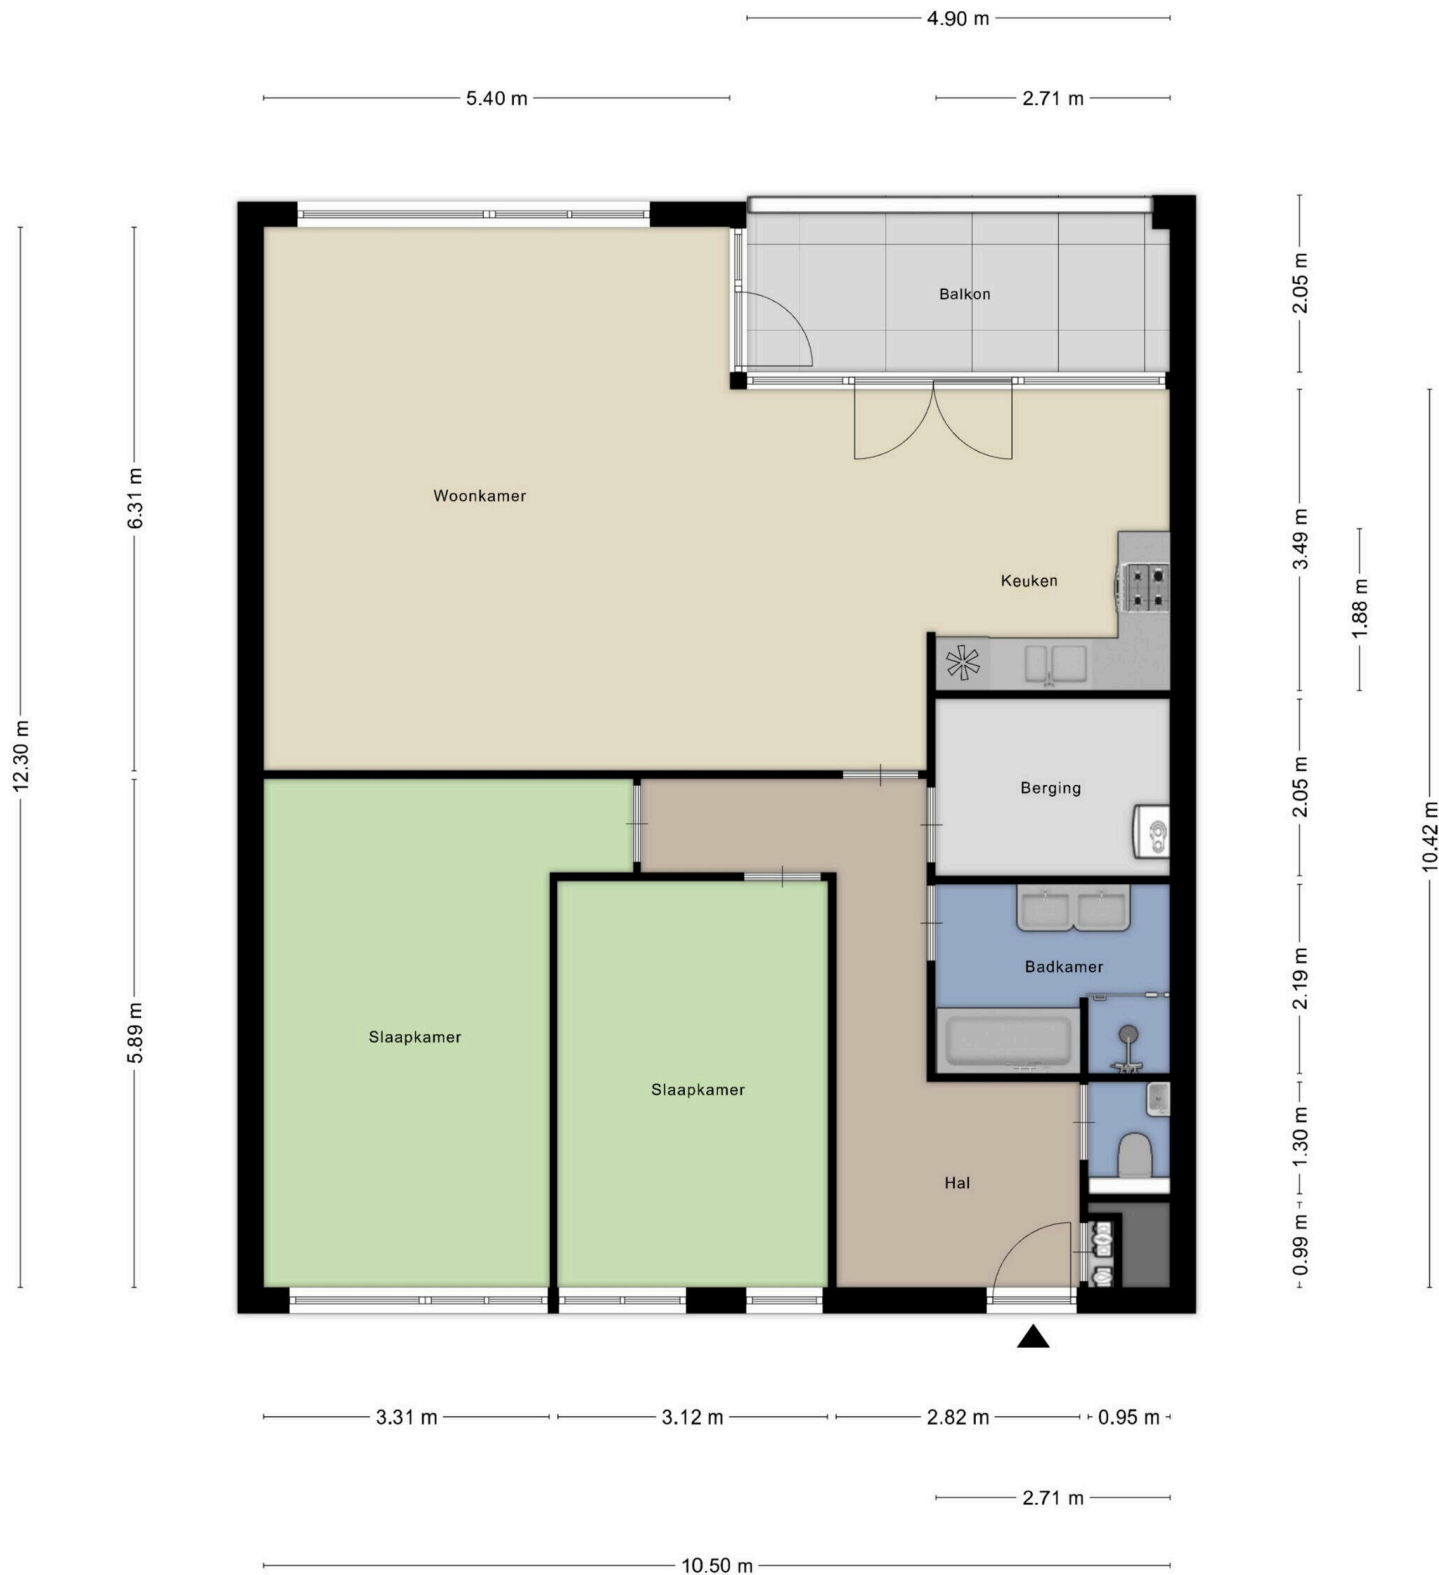 4.90 m
5.40 m
2.71 m
Balkon
2.05 m
6.31 m
Woonkamer
3.49 m
Keuken
1.88 m
12.30 m
Berging
2.05 m
10.42 m
Badkamer
2.19 m
5.89 m
Slaapkamer
Slaapkamer
1.30 m
Hal
0.99 m
3.31 m
3.12 m
2.82 m
0.95 m
2.71 m
10.50 m